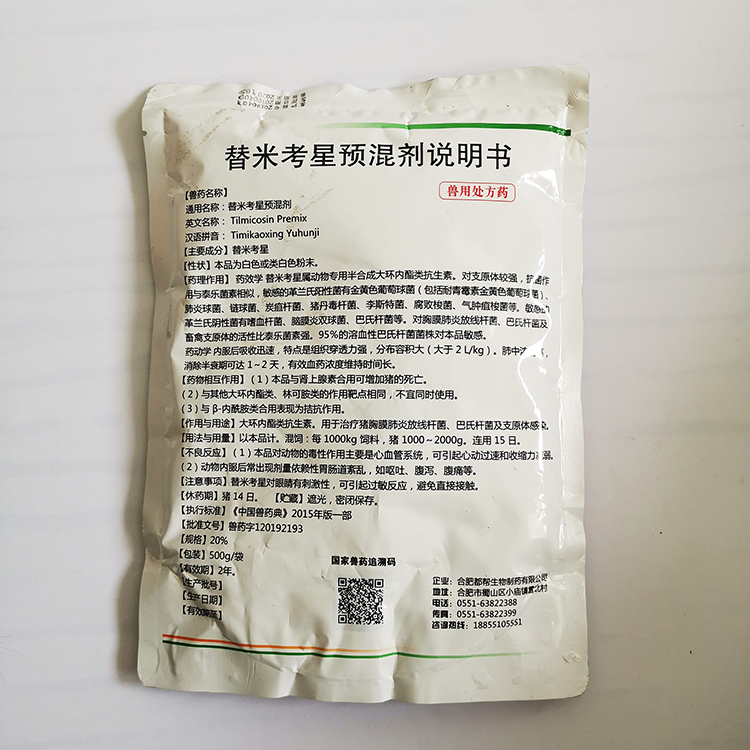 替米考星预混剂说明书
兽用处方药
【兽药名称】
通用名称：替米考星预混剂
英文名称： Tilmicosin Premix
汉语拼音： Timikaoxing Yuhunji
【主要成分】替米考星
【性状】本品为白色或类白色粉末。
【药理作用】 药效学 替米考星属动物专用半合成大环内酯类抗生素。对支原体较强，抗菌作
用与泰乐菌素相似，敏感的革兰氏阳性菌有金黄色葡萄球菌（包括耐青霉素金黄色葡萄球菌）、
肺炎球菌、链球菌、炭疽杆菌、猪丹毒杆菌、李斯特菌、腐败梭菌、气肿疽梭菌等。敏感的
革兰氏阴性菌有嗜血杆菌、脑膜炎双球菌、巴氏杆菌等。对胸膜肺炎放线杆菌、巴氏杆菌及
畜禽支原体的活性比泰乐菌素强。95%的溶血性巴氏杆菌菌株对本品敏感。
药动学 内服后吸收迅速，特点是组织穿透力强，分布容积大（大于 2 L/kg）。肺中浓度高，
消除半衰期可达 1~2 天，有效血药浓度维持时间长。
【药物相互作用】（1）本品与肾上腺素合用可增加猪的死亡。
（2）与其他大环内酯类、林可胺类的作用靶点相同，不宜同时使用。
（3）与 β-内酰胺类合用表现为拮抗作用。
【作用与用途】大环内酯类抗生素。用于治疗猪胸膜肺炎放线杆菌、巴氏杆菌及支原体感染。
【用法与用量】以本品计。混饲：每 1000kg 饲料，猪 1000~2000g。连用 15 日。
【不良反应】（1）本品对动物的毒性作用主要是心血管系统，可引起心动过速和收缩力减弱。
（2）动物内服后常出现剂量依赖性胃肠道紊乱，如呕吐、腹泻、腹痛等。
【注意事项】替米考星对眼睛有刺激性，可引起过敏反应，避免直接接触。
【休药期】猪 14 日。 【贮藏】遮光，密闭保存。
【执行标准】《中国兽药典》2015年版一部
【批准文号】兽药字120192193
【规格】20%
【包装】500g/袋
【有效期】2年。
【生产批号】
【生产日期】
【有效期至】
国家兽药追溯码
企业：合肥都帮生物制药有限公司
地址：合肥市蜀山区小庙镇 北村
电话：0551-63822388
传真：0551-63822399
咨询热线：18855105551